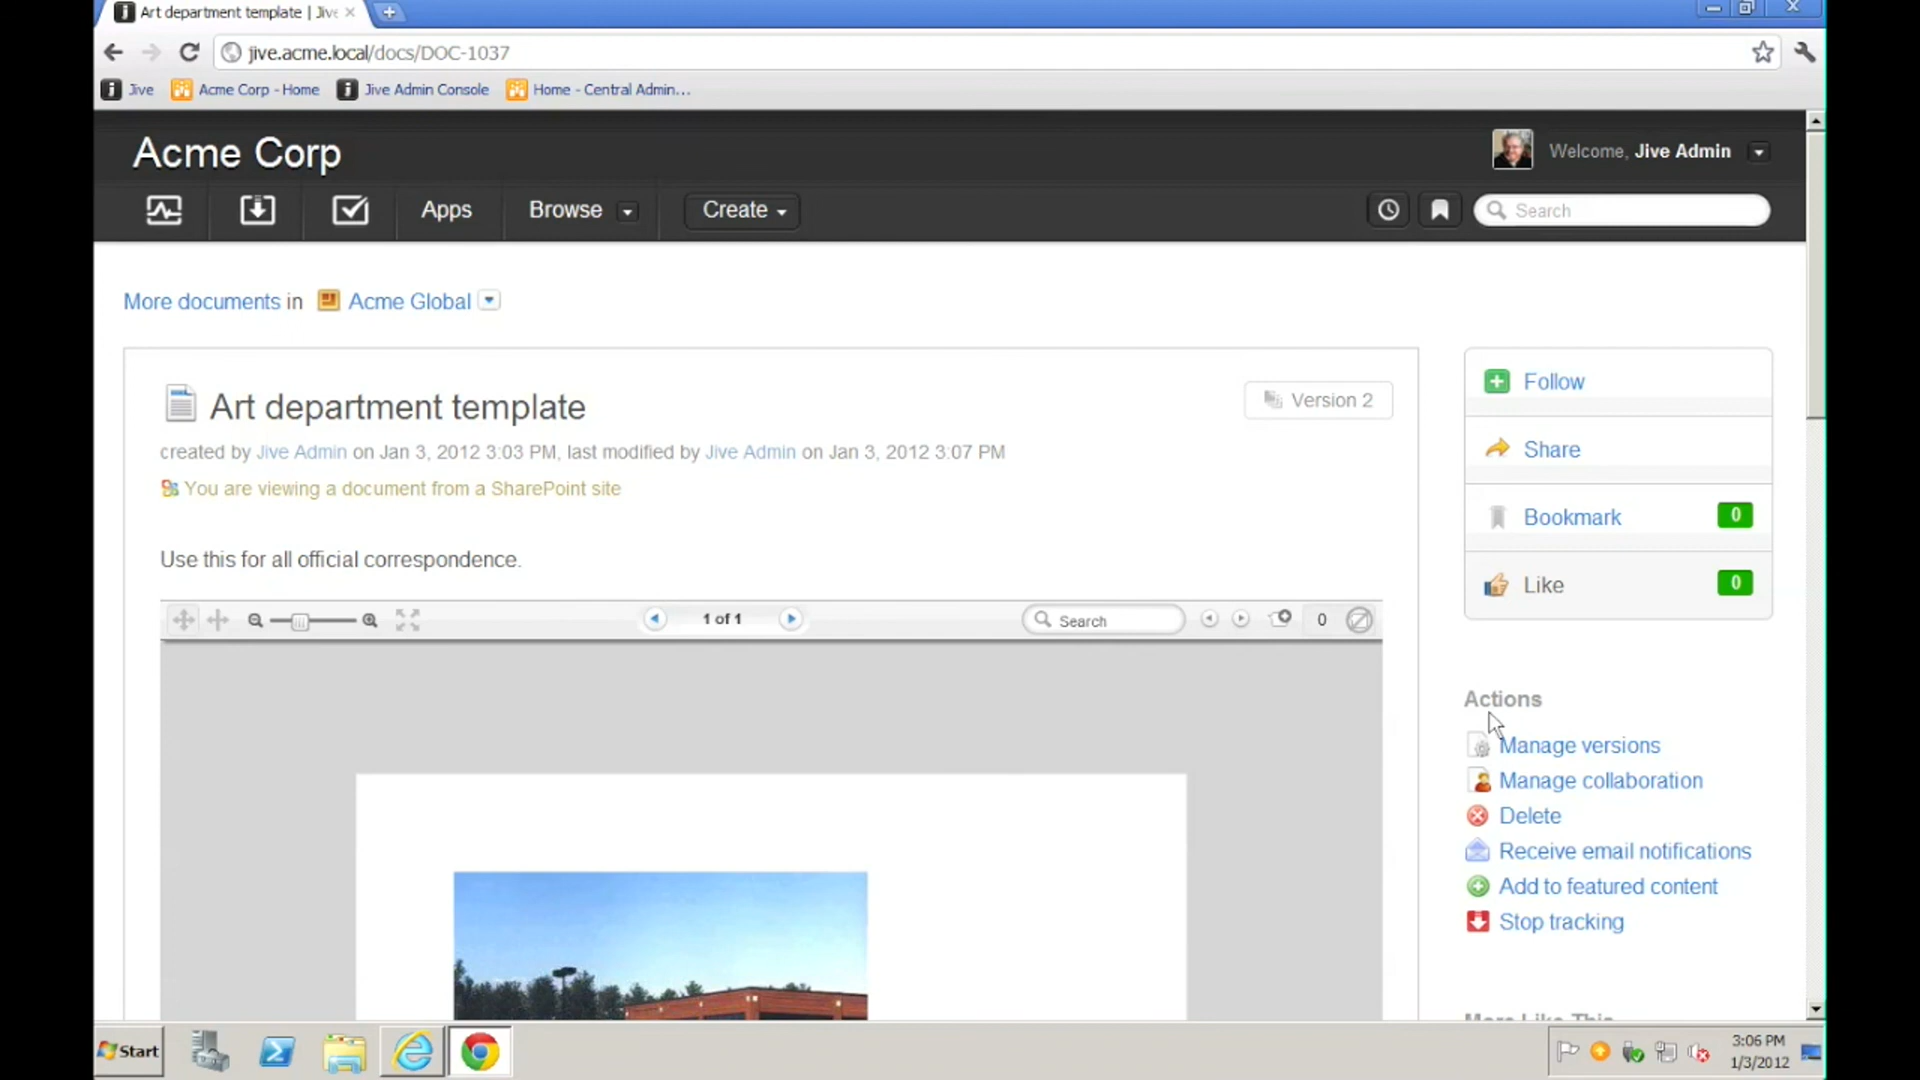 Art department template | Jive
jive.acme.local/docs/DOC-1037
Jive Acme Corp - Home Jive Admin Console Home - Central Admin...
Acme Corp
Welcome, Jive Admin
Apps Browse Create Search
More documents in Acme Global
Art department template
Version 2
created by Jive Admin on Jan 3, 2012 3:03 PM, last modified by Jive Admin on Jan 3, 2012 3:07 PM
You are viewing a document from a SharePoint site
Use this for all official correspondence.
1 of 1 Search 0
Follow
Share
Bookmark 0
Like 0
Actions
Manage versions
Manage collaboration
Delete
Receive email notifications
Add to featured content
Stop tracking
More Like This
Start
3:06 PM
1/3/2012